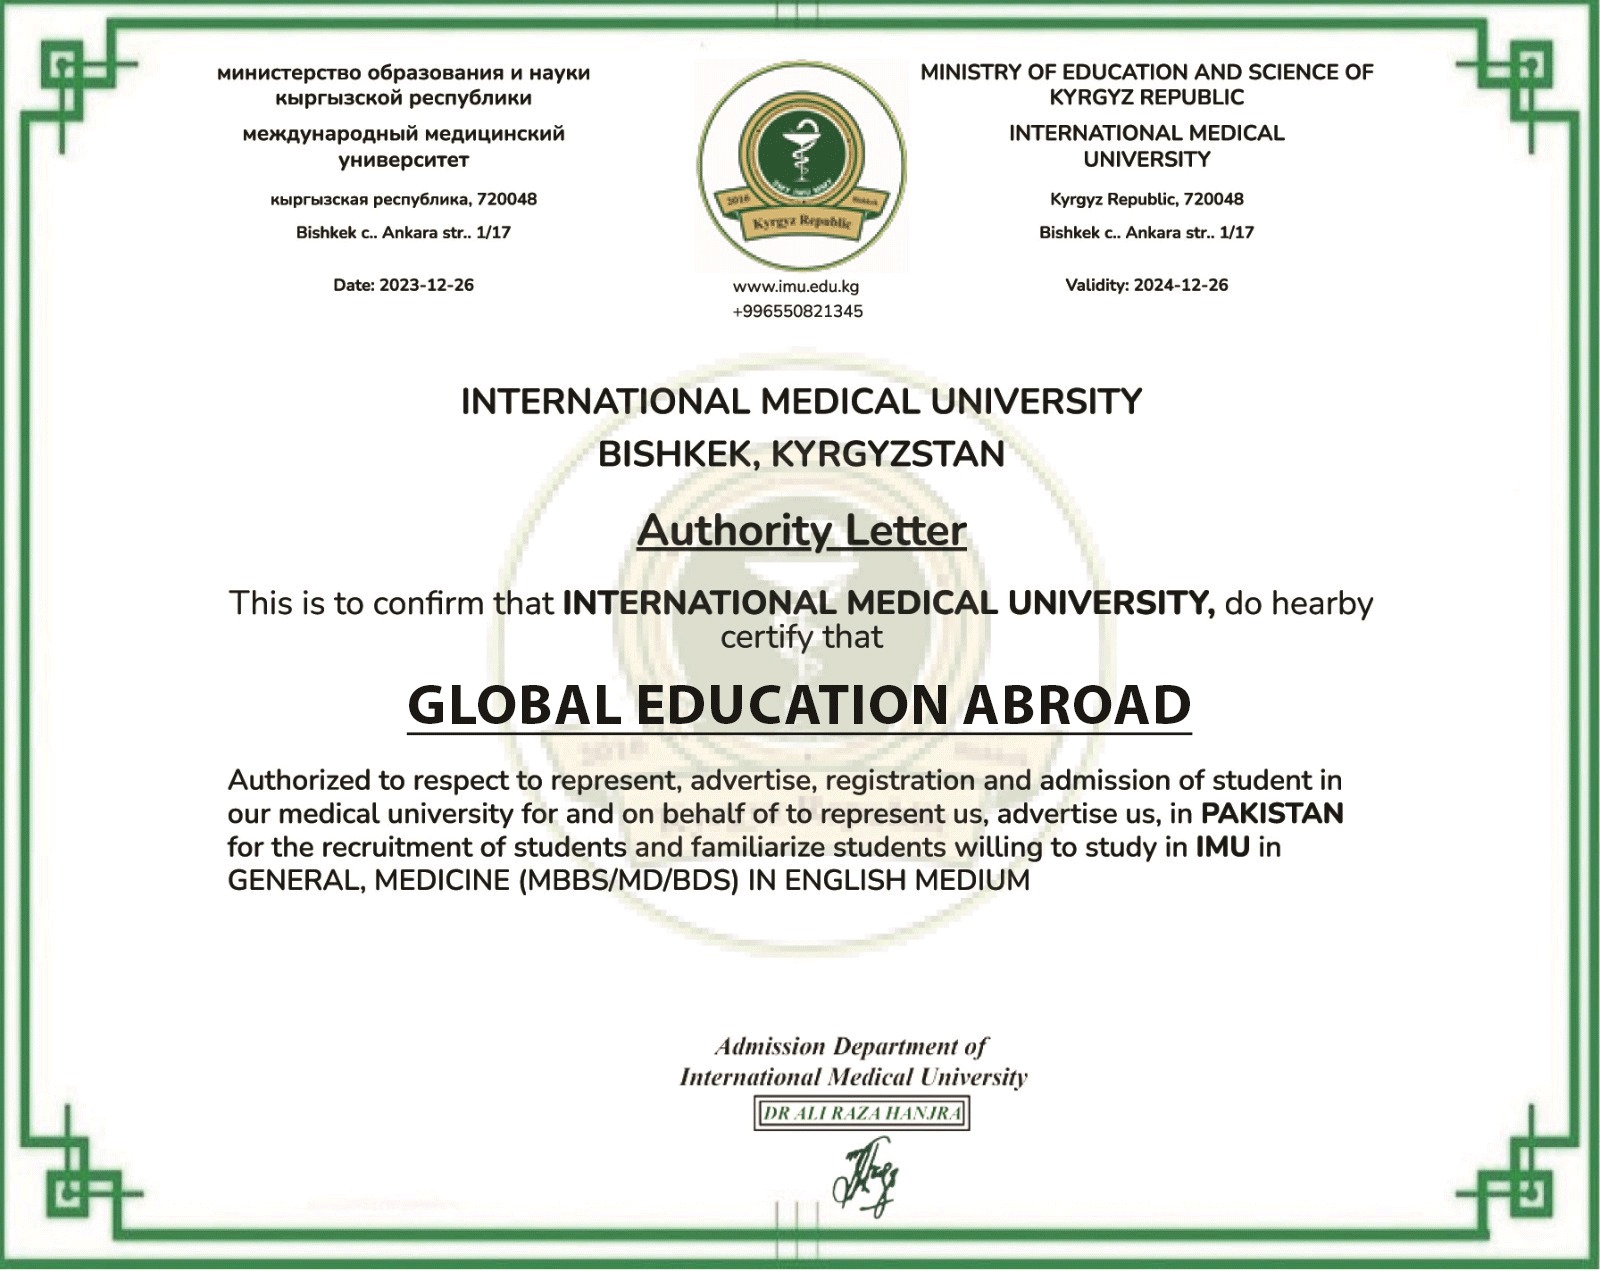 министерство образования и науки
кыргызской республики
международный медицинский
университет
кыргызская республика, 720048
Bishkek c.. Ankara str.. 1/17
Date: 2023-12-26
2016
Bishkek
Kyrgyz Republic
www.imu.edu.kg
+996550821345
MINISTRY OF EDUCATION AND SCIENCE OF
KYRGYZ REPUBLIC
INTERNATIONAL MEDICAL
UNIVERSITY
Kyrgyz Republic, 720048
Bishkek c.. Ankara str.. 1/17
Validity: 2024-12-26
INTERNATIONAL MEDICAL UNIVERSITY
BISHKEK, KYRGYZSTAN
Authority Letter
This is to confirm that INTERNATIONAL MEDICAL UNIVERSITY, do hearby
certify that
GLOBAL EDUCATION ABROAD
Authorized to respect to represent, advertise, registration and admission of student in
our medical university for and on behalf of to represent us, advertise us, in PAKISTAN
for the recruitment of students and familiarize students willing to study in IMU in
GENERAL, MEDICINE (MBBS/MD/BDS) IN ENGLISH MEDIUM
Admission Department of
International Medical University
DR ALI RAZA HANJRA